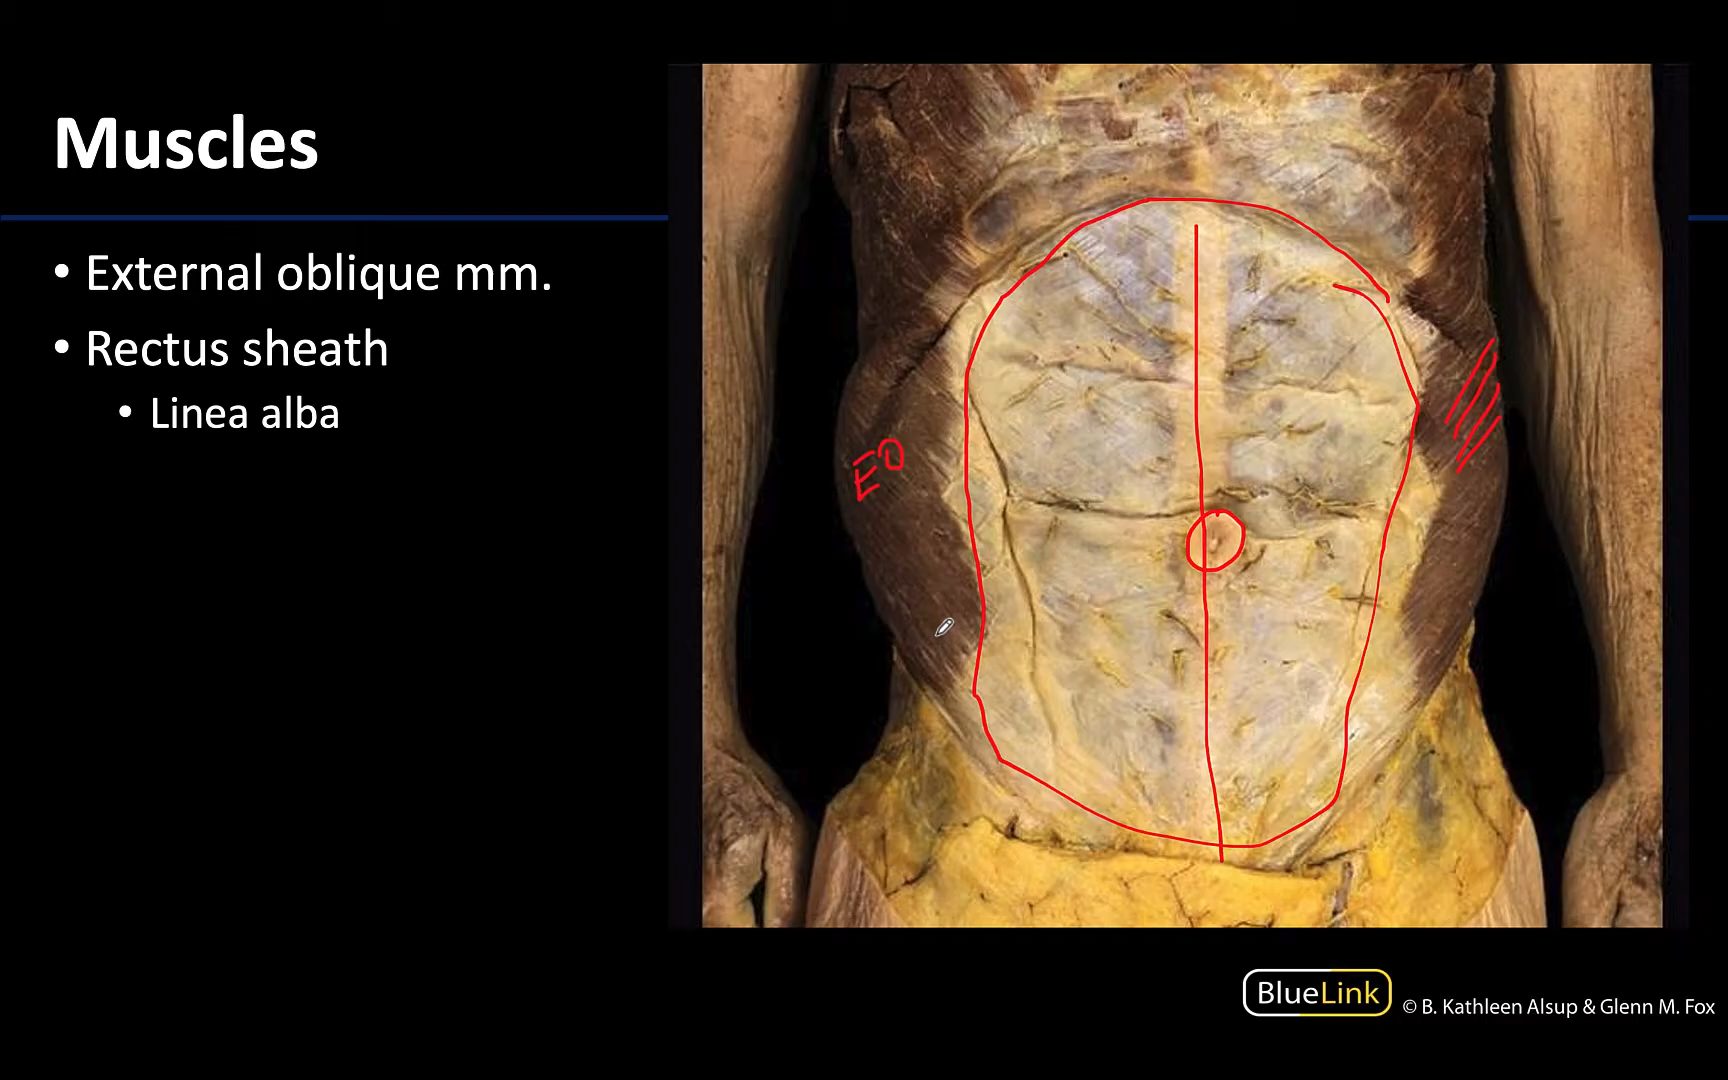 Muscles
• External oblique mm.
• Rectus sheath
• Linea alba
EO
BlueLink
© B. Kathleen Alsup & Glenn M. Fox